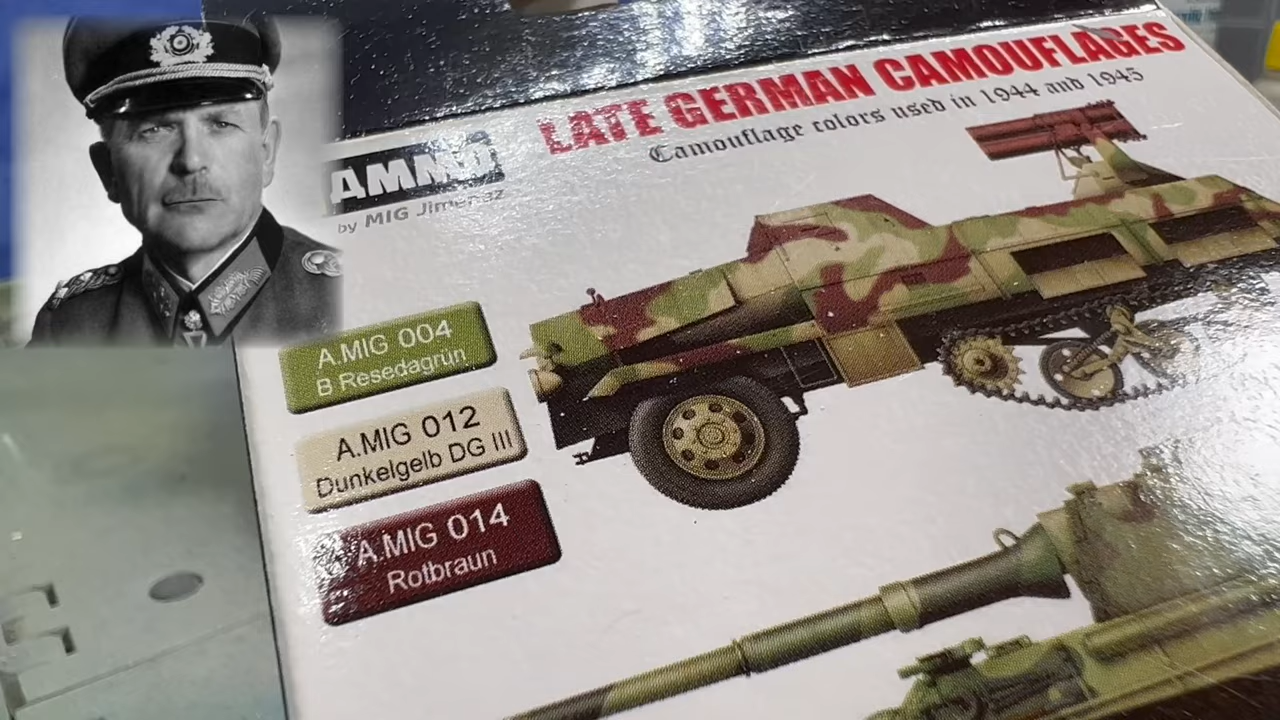 LATE GERMAN CAMOUFLAGES
Camouflage colors used in 1944 and 1945
AMMO
by MIG Jimenez
A.MIG 004
B Resedagrün
A.MIG 012
Dunkelgelb DG III
A.MIG 014
Rotbraun